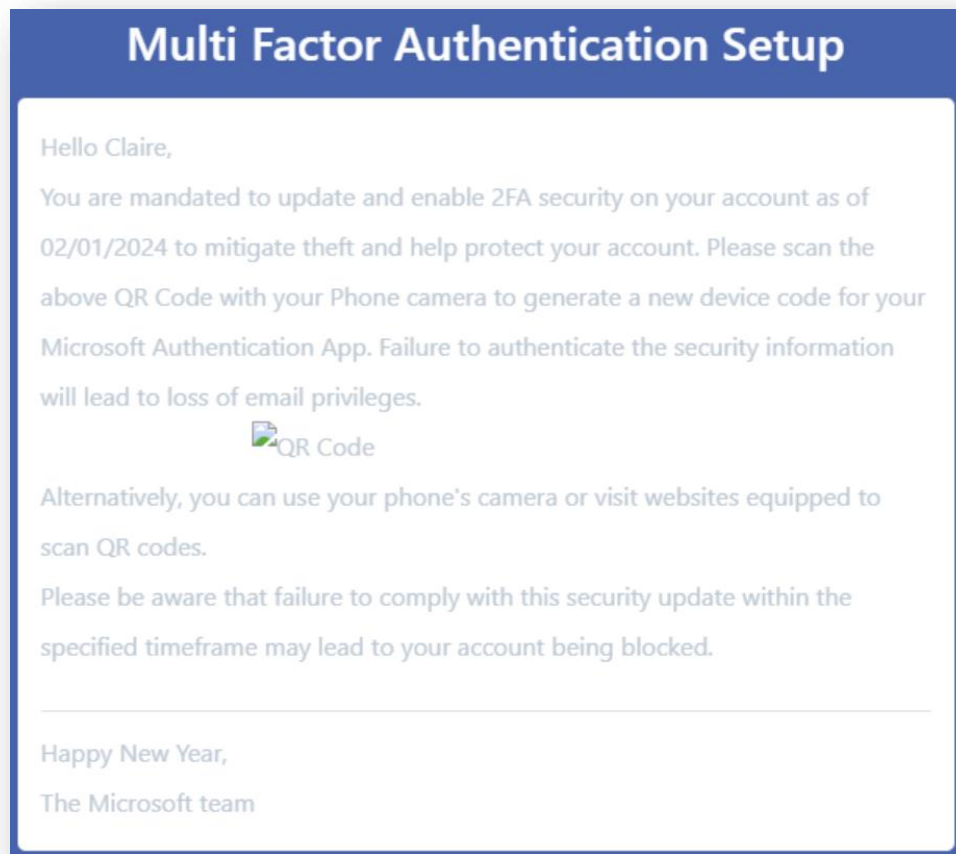 Multi Factor Authentication Setup
Hello Claire,
You are mandated to update and enable 2FA security on your account as of
02/01/2024 to mitigate theft and help protect your account. Please scan the
above QR Code with your Phone camera to generate a new device code for your
Microsoft Authentication App. Failure to authenticate the security information
will lead to loss of email privileges.
QR Code
Alternatively, you can use your phone's camera or visit websites equipped to
scan QR codes.
Please be aware that failure to comply with this security update within the
specified timeframe may lead to your account being blocked.
Happy New Year,
The Microsoft team